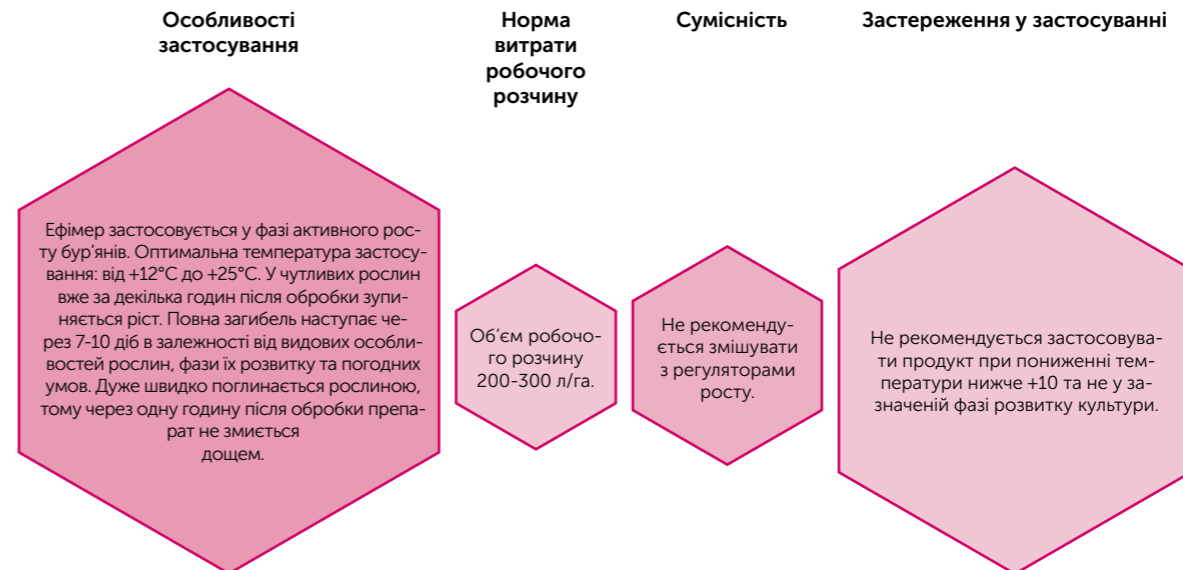 Особливості
застосування
Норма
витрати
робочого
розчину
Сумісність
Застереження у застосуванні
Ефімер застосовується у фазі активного рос-
ту бур’янів. Оптимальна температура застосу-
вання: від +12°С до +25°С. У чутливих рослин
вже за декілька годин після обробки зупи-
няється ріст. Повна загибель наступає че-
рез 7-10 діб в залежності від видових особли-
востей рослин, фази їх розвитку та погодних
умов. Дуже швидко поглинається рослиною,
тому через одну годину після обробки препа-
рат не змиється
дощем.
Об’єм робочо-
го розчину
200-300 л/га.
Не рекоменду-
ється змішувати
з регуляторами
росту.
Не рекомендується застосовува-
ти продукт при пониженні тем-
ператури нижче +10 та не у за-
значеній фазі розвитку культури.